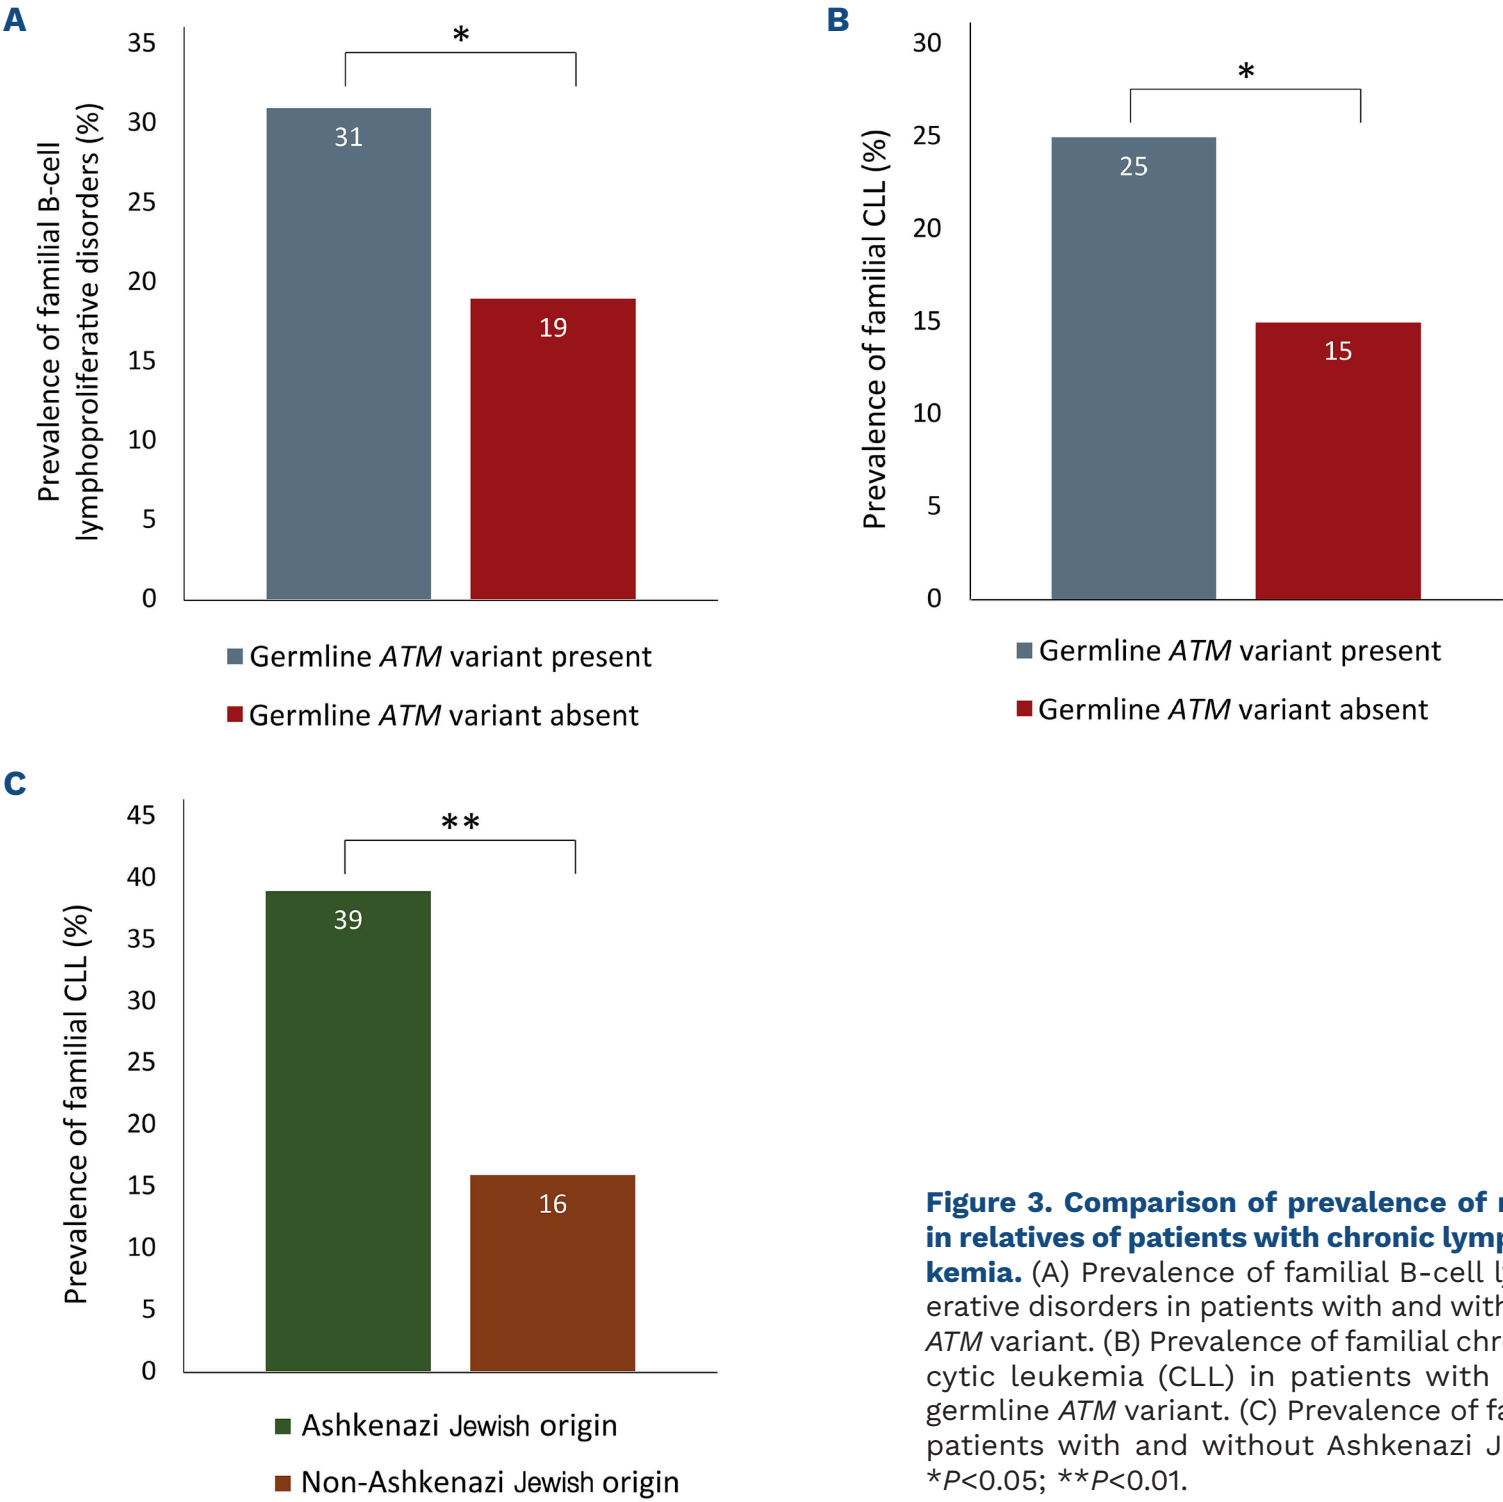 A
35
30
25
20
15
10
5
0
Prevalence of familial B-cell
lymphoproliferative disorders (%)
*
31
19
Germline ATM variant present
Germline ATM variant absent
B
30
25
20
15
10
5
0
Prevalence of familial CLL (%)
*
25
15
Germline ATM variant present
Germline ATM variant absent
C
45
40
35
30
25
20
15
10
5
0
Prevalence of familial CLL (%)
**
39
16
Ashkenazi Jewish origin
Non-Ashkenazi Jewish origin
Figure 3. Comparison of prevalence of
in relatives of patients with chronic lymp
kemia. (A) Prevalence of familial B-cell
erative disorders in patients with and with
ATM variant. (B) Prevalence of familial chr
cytic leukemia (CLL) in patients with
germline ATM variant. (C) Prevalence of fa
patients with and without Ashkenazi J
*P<0.05; **P<0.01.